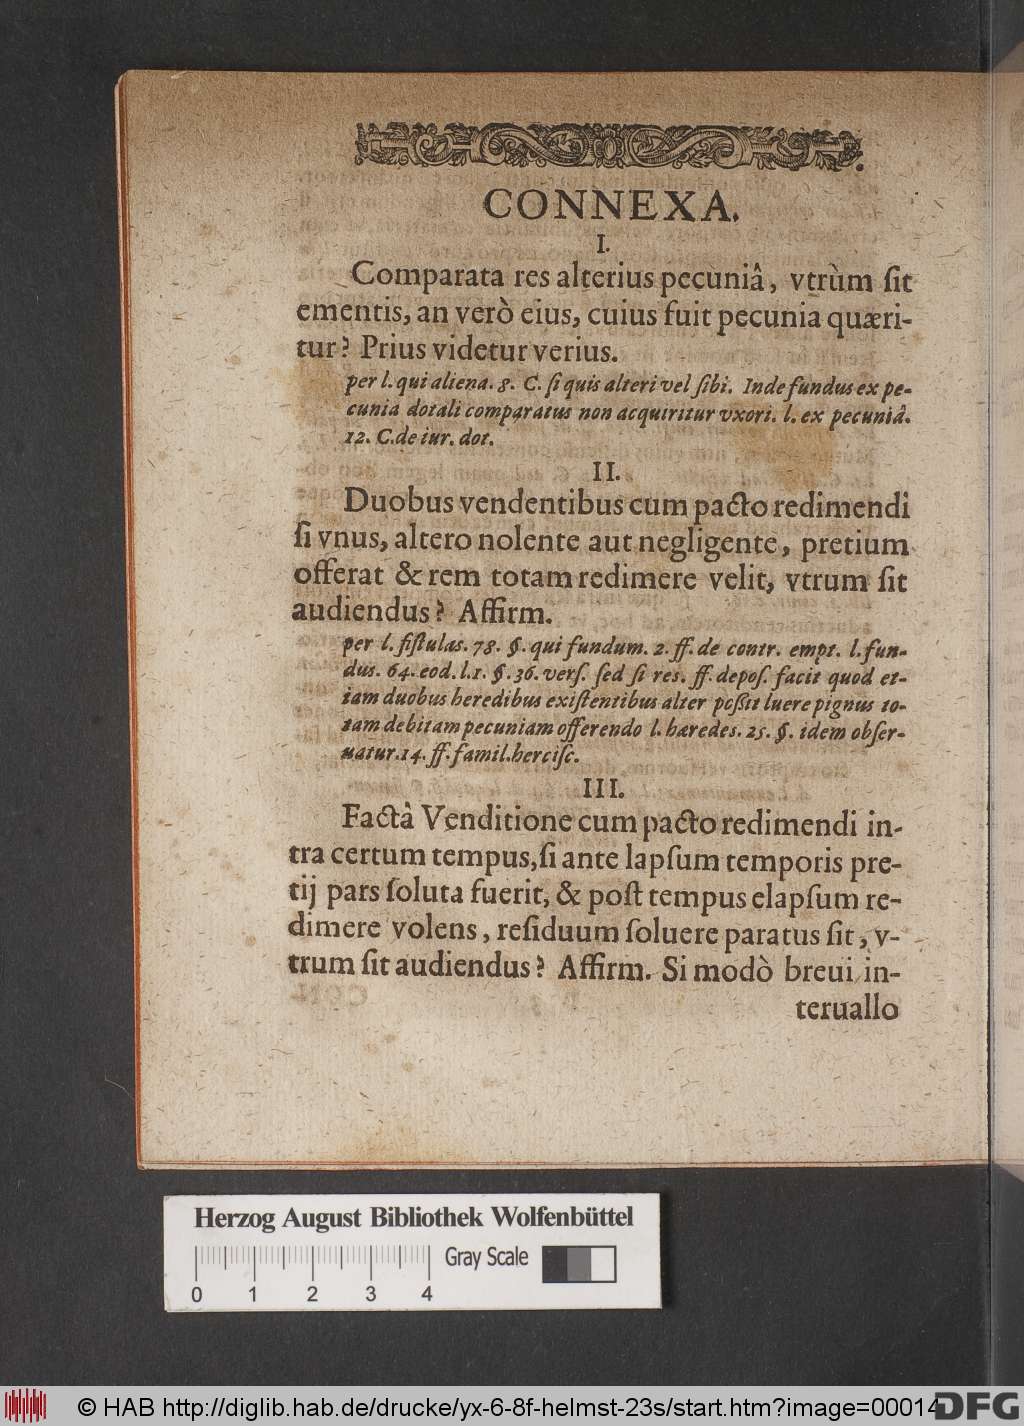 CONNEXA.
I.
Comparata res alterius pecuniâ, vtrùm ſit
ementis, an verò eius, cuius fuit pecunia quæri-
tur? Prius videtur verius.
per l. qui aliena. 8. C. ſi quis alteri vel ſibi. Inde fundus ex pe-
cunia dotali comparatus non acquiritur vxori. l. ex pecuniâ.
12. C. de iur. dot.
II.
Duobus vendentibus cum pacto redimendi
ſi vnus, altero nolente aut negligente, pretium
offerat & rem totam redimere velit, vtrum ſit
audiendus? Affirm.
per l. fiſtulas. 78. §. qui fundum. 2. ff. de contr. empt. l. fun-
dus. 64. eod. l. 1. §. 36. verſ. ſed ſi res. ff. depoſ. facit quod et-
iam duobus heredibus exiſtentibus alter poßit luere pignus to-
tam debitam pecuniam offerendo l. hæredes. 25. §. idem obſer-
uatur. 14. ff. famil. herciſc.
III.
Factâ Venditione cum pacto redimendi in-
tra certum tempus, ſi ante lapſum temporis pre-
tij pars ſoluta fuerit, & poſt tempus elapſum re-
dimere volens, reſiduum ſoluere paratus ſit, v-
trum ſit audiendus? Affirm. Si modò breui in-
teruallo
Herzog August Bibliothek Wolfenbüttel
Gray Scale
0 1 2 3 4
© HAB http://diglib.hab.de/drucke/yx-6-8f-helmst-23s/start.htm?image=00014
DFG